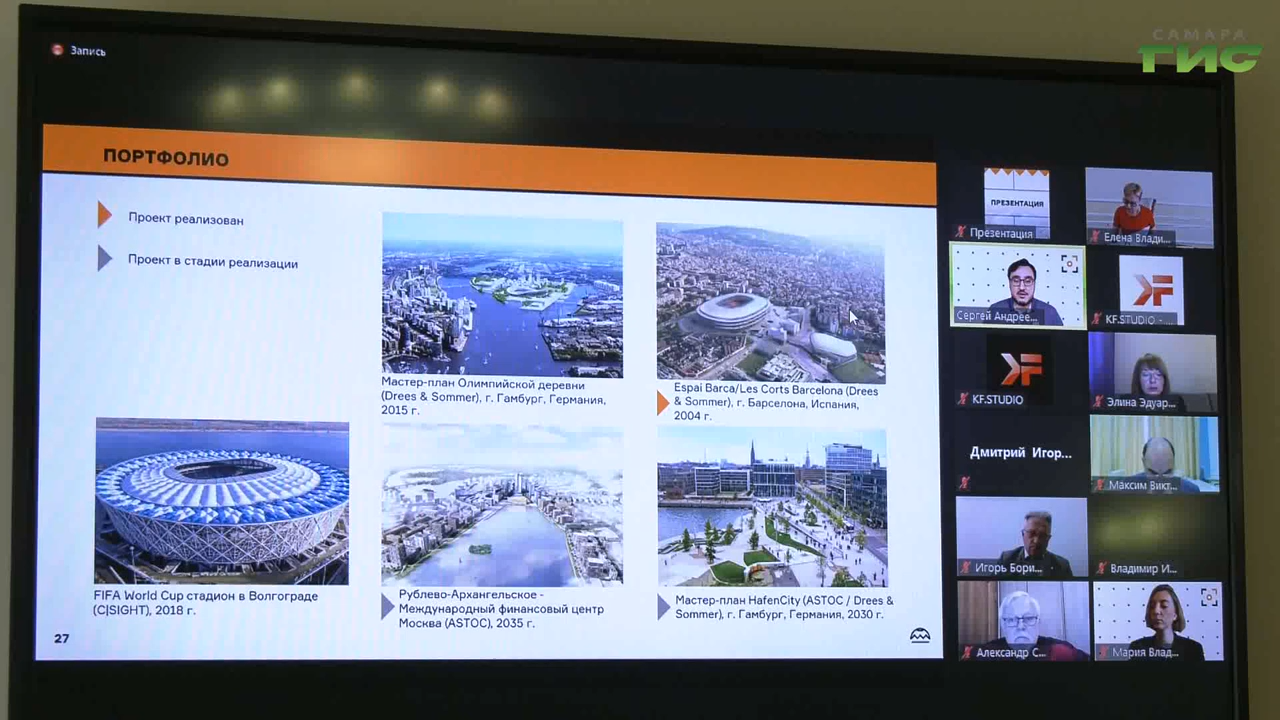 Запись
САМАРА
ГИС
ПОРТФОЛИО
Проект реализован
Проект в стадии реализации
Мастер-план Олимпийской деревни
(Drees & Sommer), г. Гамбург, Германия,
2015 г.
Espai Barca/Les Corts Barcelona (Drees
& Sommer), г. Барселона, Испания,
2004 г.
FIFA World Cup стадион в Волгограде
(C|SIGHT), 2018 г.
Рублево-Архангельское -
Международный финансовый центр
Москва (ASTOC), 2035 г.
Мастер-план HafenCity (ASTOC / Drees &
Sommer), г. Гамбург, Германия, 2030 г.
27
ПРЕЗЕНТАЦИЯ
Презентация
Елена Влади...
Сергей Андрее...
KF
KF.STUDIO - ...
KF
KF.STUDIO
Элина Эдуар...
Дмитрий Игор...
Максим Викт...
Игорь Бори...
Владимир И...
Александр С...
Мария Влад...